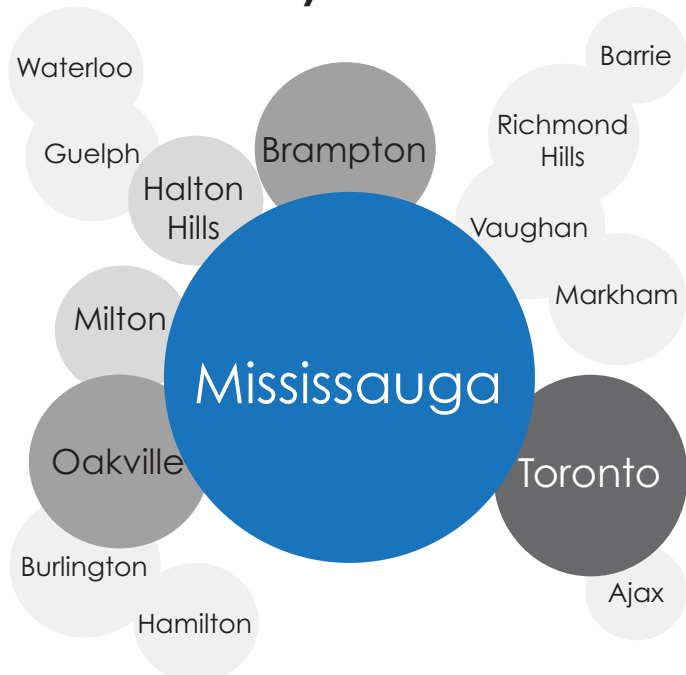 Waterloo
Barrie
Richmond
Hills
Guelph
Brampton
Halton
Hills
Vaughan
Markham
Milton
Mississauga
Oakville
Toronto
Burlington
Ajax
Hamilton